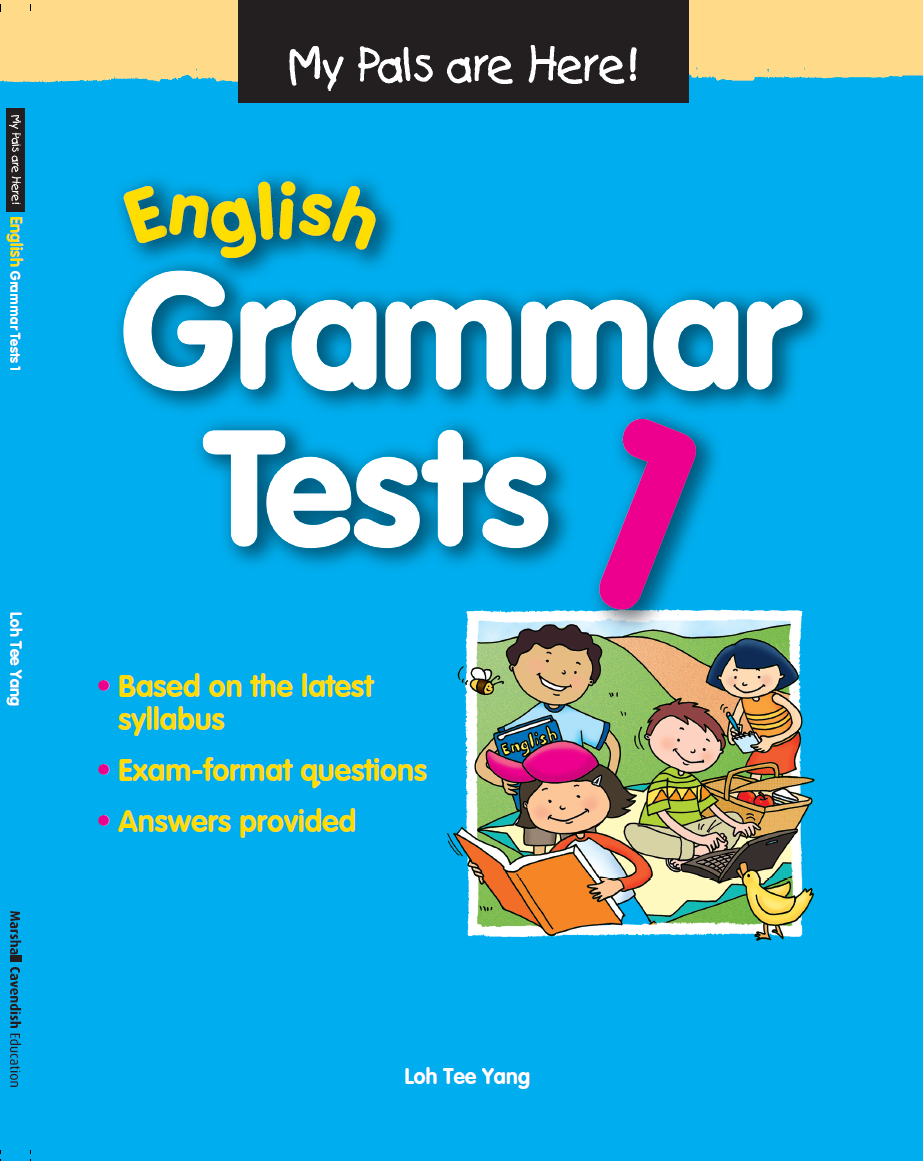 My Pals are Here!
English
Grammar
Tests 1
• Based on the latest
syllabus
• Exam-format questions
• Answers provided
English
Loh Tee Yang
My Pals are Here! English Grammar Tests 1
Loh Tee Yang
Marshall Cavendish Education